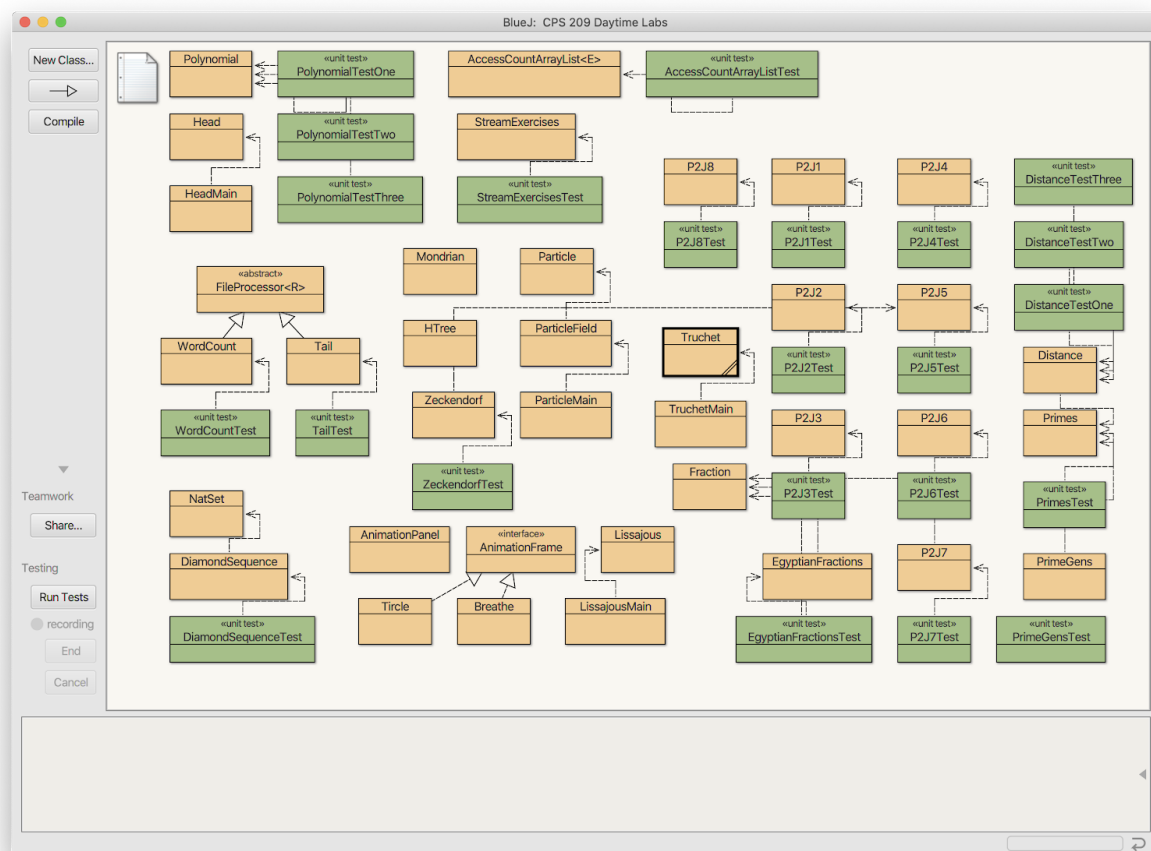 BlueJ: CPS 209 Daytime Labs
New Class...
Compile
Teamwork
Share...
Testing
Run Tests
recording
End
Cancel
Polynomial
«unit test»
PolynomialTestOne
AccessCountArrayList<E>
«unit test»
AccessCountArrayListTest
Head
«unit test»
PolynomialTestTwo
StreamExercises
HeadMain
«unit test»
PolynomialTestThree
«unit test»
StreamExercisesTest
P2J8
P2J1
P2J4
«unit test»
DistanceTestThree
«unit test»
P2J8Test
«unit test»
P2J1Test
«unit test»
P2J4Test
«unit test»
DistanceTestTwo
«abstract»
FileProcessor<R>
Mondrian
Particle
P2J2
P2J5
«unit test»
DistanceTestOne
WordCount
Tail
HTree
ParticleField
Truchet
«unit test»
P2J2Test
«unit test»
P2J5Test
Distance
«unit test»
WordCountTest
«unit test»
TailTest
Zeckendorf
ParticleMain
TruchetMain
P2J3
P2J6
Primes
«unit test»
ZeckendorfTest
Fraction
«unit test»
P2J3Test
«unit test»
P2J6Test
«unit test»
PrimesTest
NatSet
AnimationPanel
«interface»
AnimationFrame
Lissajous
DiamondSequence
EgyptianFractions
P2J7
PrimeGens
Tircle
Breathe
LissajousMain
«unit test»
DiamondSequenceTest
«unit test»
EgyptianFractionsTest
«unit test»
P2J7Test
«unit test»
PrimeGensTest